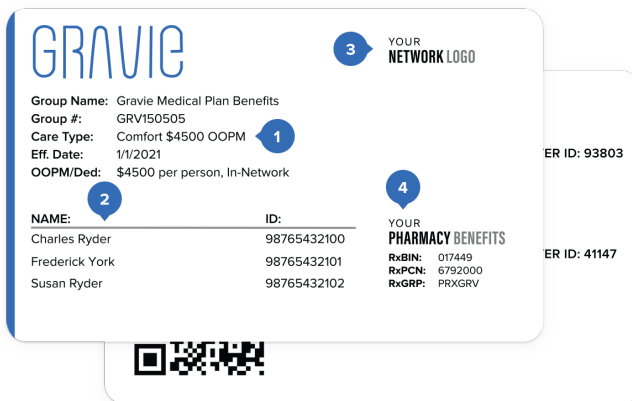 GRAVIE
Group Name: Gravie Medical Plan Benefits
Group #: GRV150505
Care Type: Comfort $4500 OOPM
1
Eff. Date: 1/1/2021
OOPM/Ded: $4500 per person, In-Network
2
NAME: ID:
Charles Ryder 98765432100
Frederick York 98765432101
Susan Ryder 98765432102
3
YOUR
NETWORK LOGO
4
YOUR
PHARMACY BENEFITS
RxBIN: 017449
RxPCN: 6792000
RxGRP: PRXGRV
ER ID: 93803
ER ID: 41147